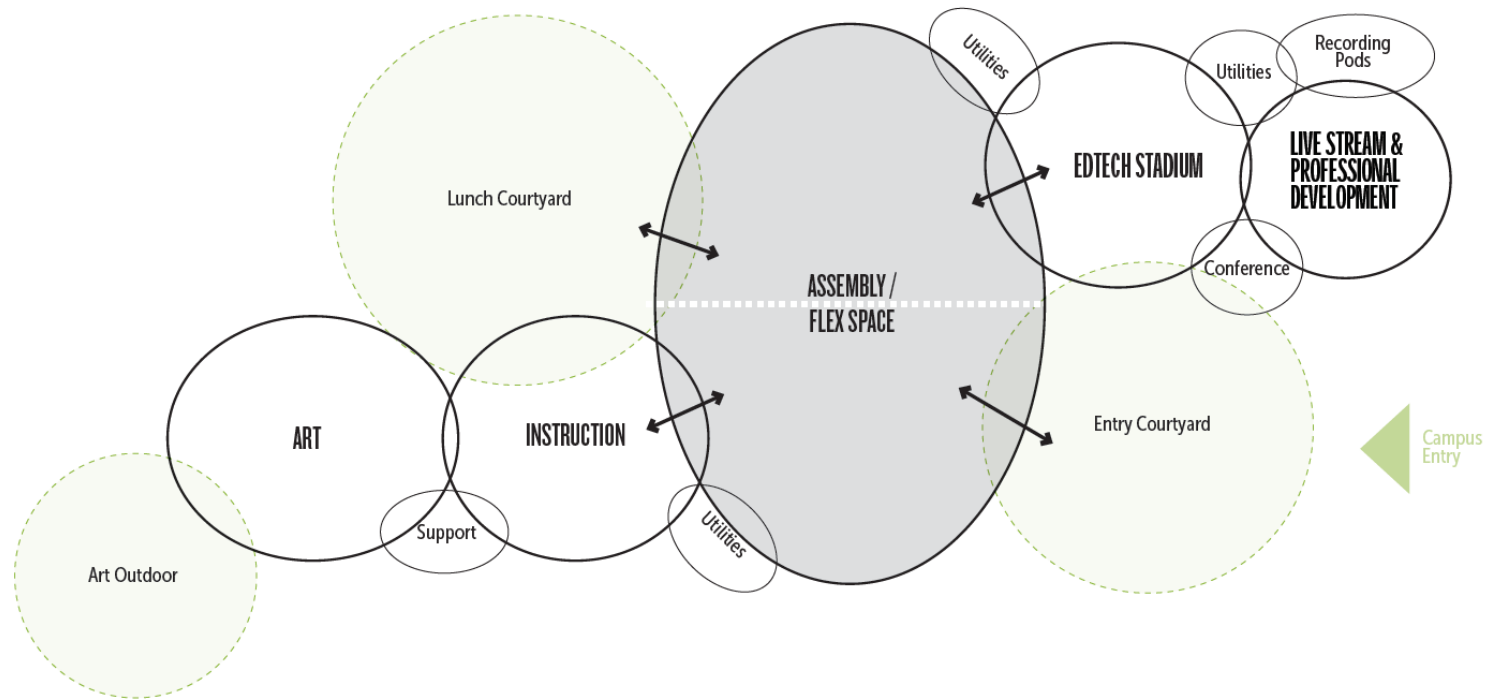 Utilities
Recording
Pods
Utilities
LIVE STREAM &
PROFESSIONAL
DEVELOPMENT
EDTECH STADIUM
Lunch Courtyard
Conference
ASSEMBLY /
FLEX SPACE
ART
INSTRUCTION
Entry Courtyard
Campus
Entry
Support
Utilities
Art Outdoor